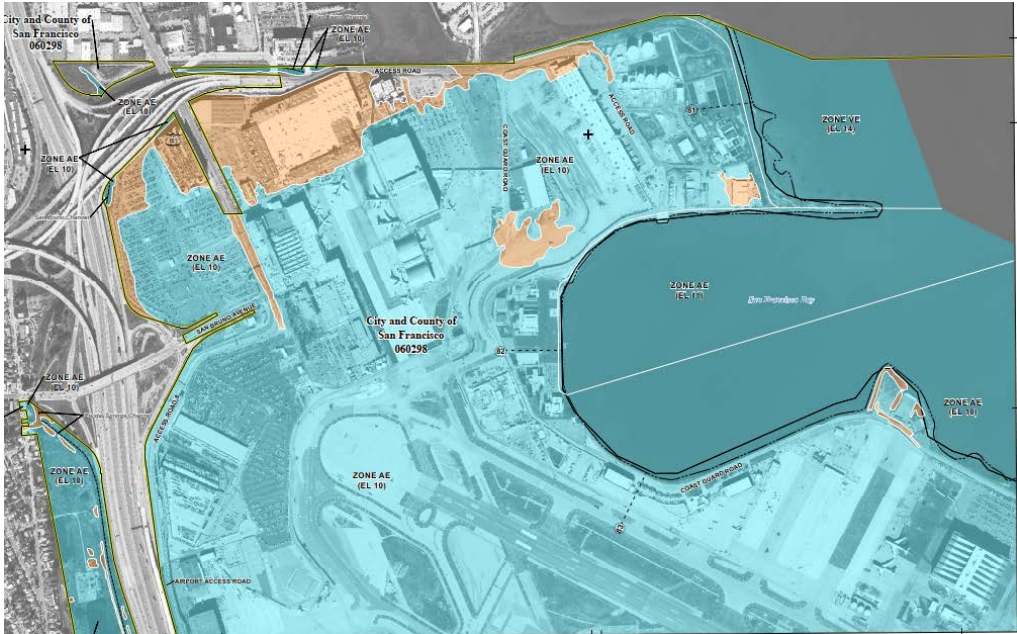 City and County of
San Francisco
060298
ZONE AE
(EL 10)
ACCESS ROAD
ZONE AE
(EL 10)
ACCESS ROAD
COAST GUARD ROAD
81
ZONE VE
(EL 14)
ZONE AE
(EL 10)
ZONE AE
(EL 10)
ZONE AE
(EL 10)
ZONE AE
(EL 11)
San Francisco Bay
SAN BRUNO AVENUE
City and County of
San Francisco
060298
82
ZONE AE
(EL 10)
ZONE AE
(EL 10)
ACCESS ROAD
ZONE AE
(EL 10)
ZONE AE
(EL 10)
COAST GUARD ROAD
83
AIRPORT ACCESS ROAD